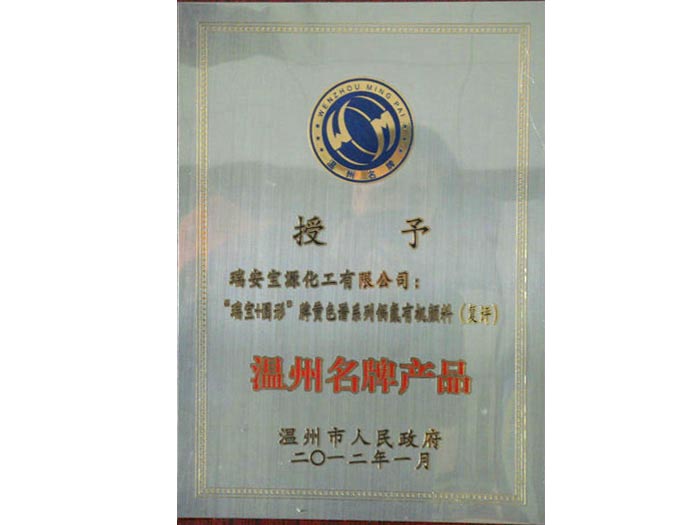 WENZHOU MING PAI
温州名牌
授予
瑞安宝源化工有限公司：
“瑞宝+图形”牌黄色谱系列偶氮有机颜料（复评）
温州名牌产品
温州市人民政府
二〇一二年一月